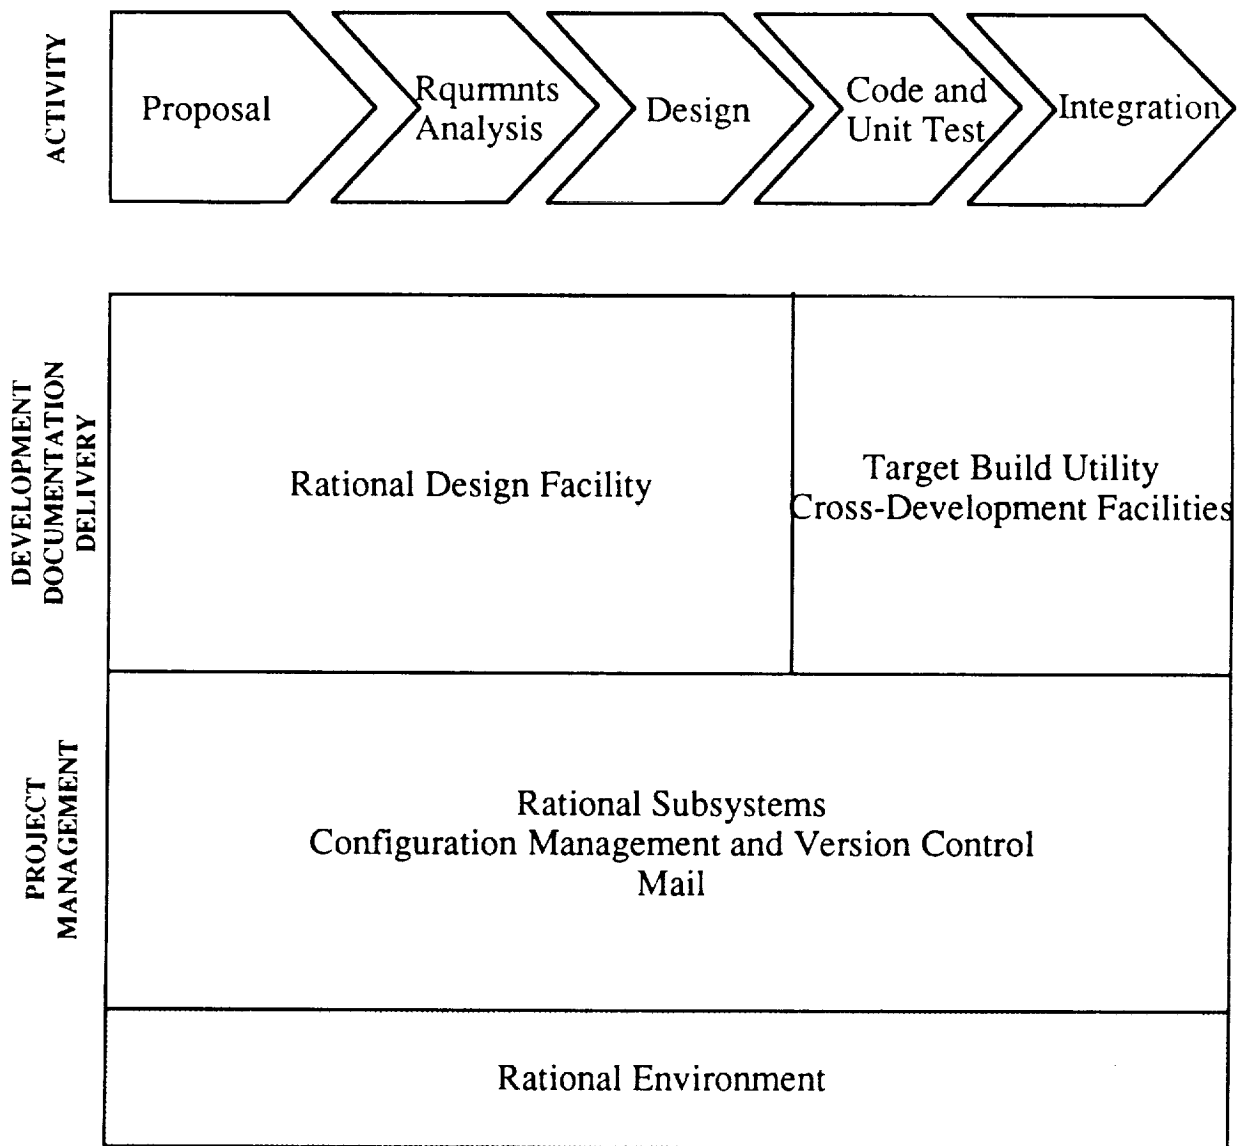 ACTIVITY
Proposal
Rqurmnts
Analysis
Design
Code and
Unit Test
Integration
DEVELOPMENT
DOCUMENTATION
DELIVERY
Rational Design Facility
Target Build Utility
Cross-Development Facilities
PROJECT
MANAGEMENT
Rational Subsystems
Configuration Management and Version Control
Mail
Rational Environment